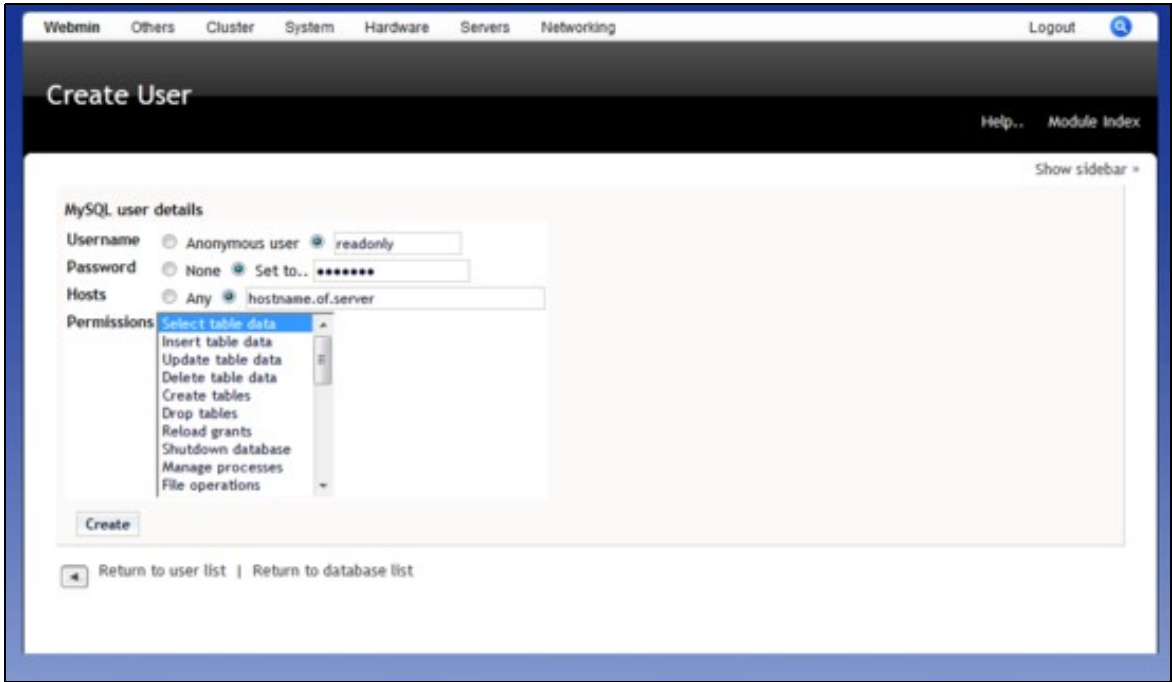 Webmin Others Cluster System Hardware Servers Networking Logout
Create User
Help.. Module Index
Show sidebar »
MySQL user details
Username Anonymous user readonly
Password None Set to.. •••••••
Hosts Any hostname.of.server
Permissions Select table data
Insert table data
Update table data
Delete table data
Create tables
Drop tables
Reload grants
Shutdown database
Manage processes
File operations
Create
Return to user list | Return to database list